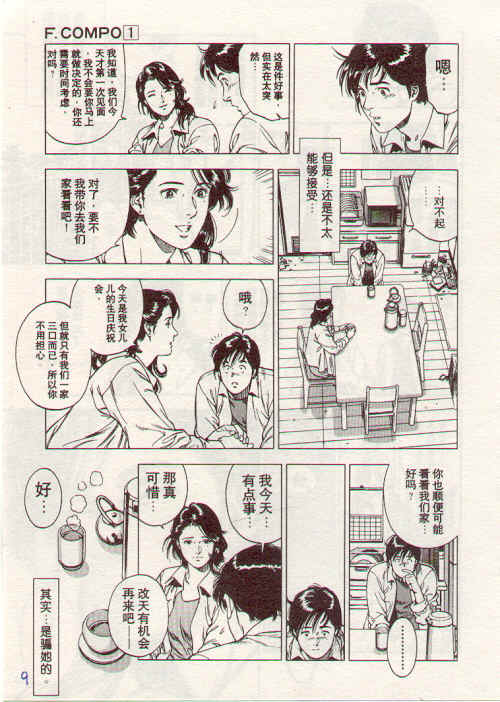 F. COMPO 1
嗯…
这是件好事，
但实在太突
然…
我知道，我们今
天才第一次见面
，我不会要你马上
就做决定的，你还
需要时间考虑，
对吗？
……
对不起
但是…还是不太
能够接受…
对了，要不
我带你去我们
家看看吧！
哦？
今天是我女儿
儿的生日庆祝
会，
但就只有我们一家
三口而已，所以你
不用担心。
你也顺便可能
看看我们家…
好吗？
…………
我今天…
有点事…
那真
可惜…
改天有机会
再来吧——
好…
其实…是骗她的。
9